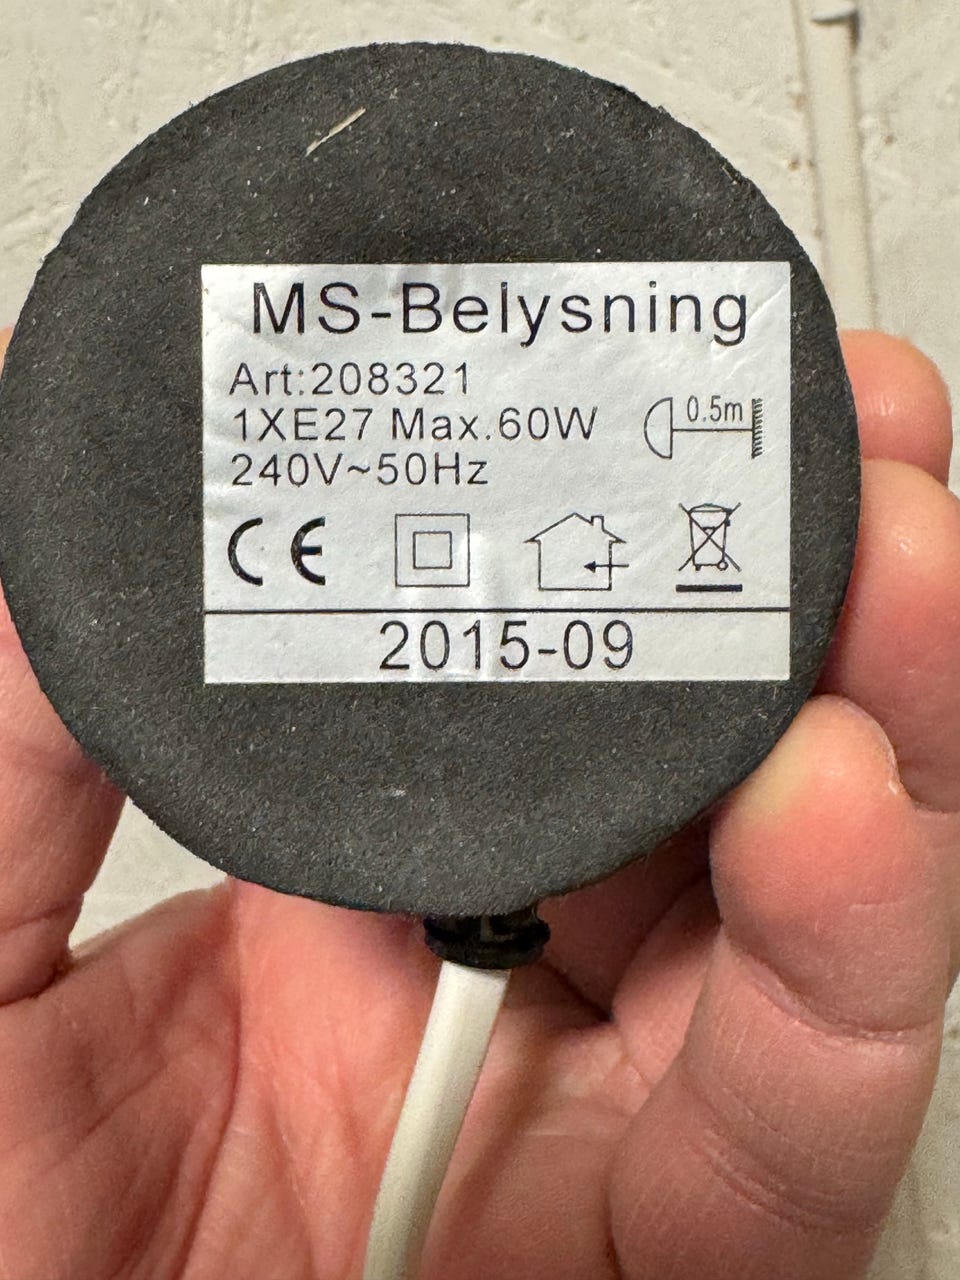 MS-Belysning
Art:208321
1XE27 Max.60W
0.5m
240V~50Hz
CE
2015-09